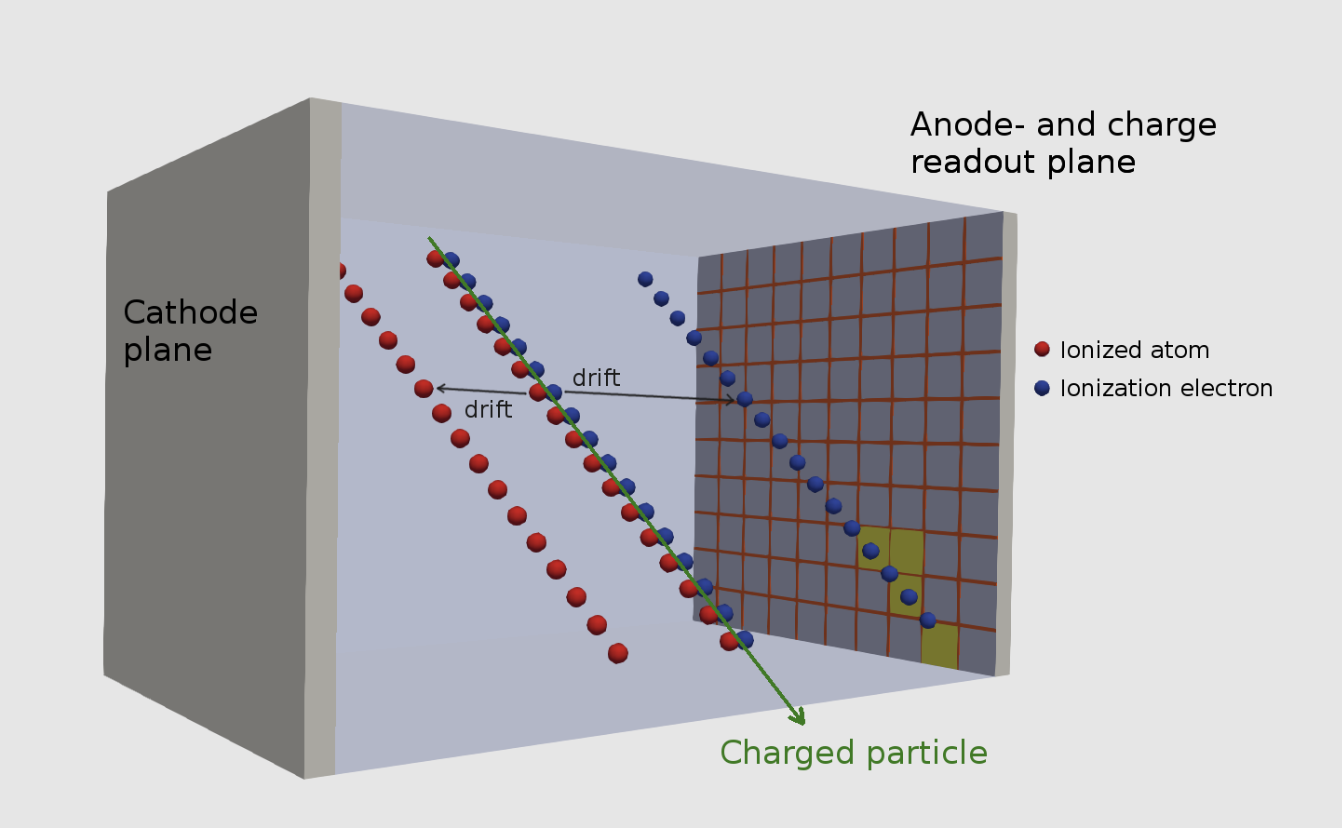 Anode- and charge
readout plane
Cathode
plane
Ionized atom
Ionization electron
drift
drift
Charged particle